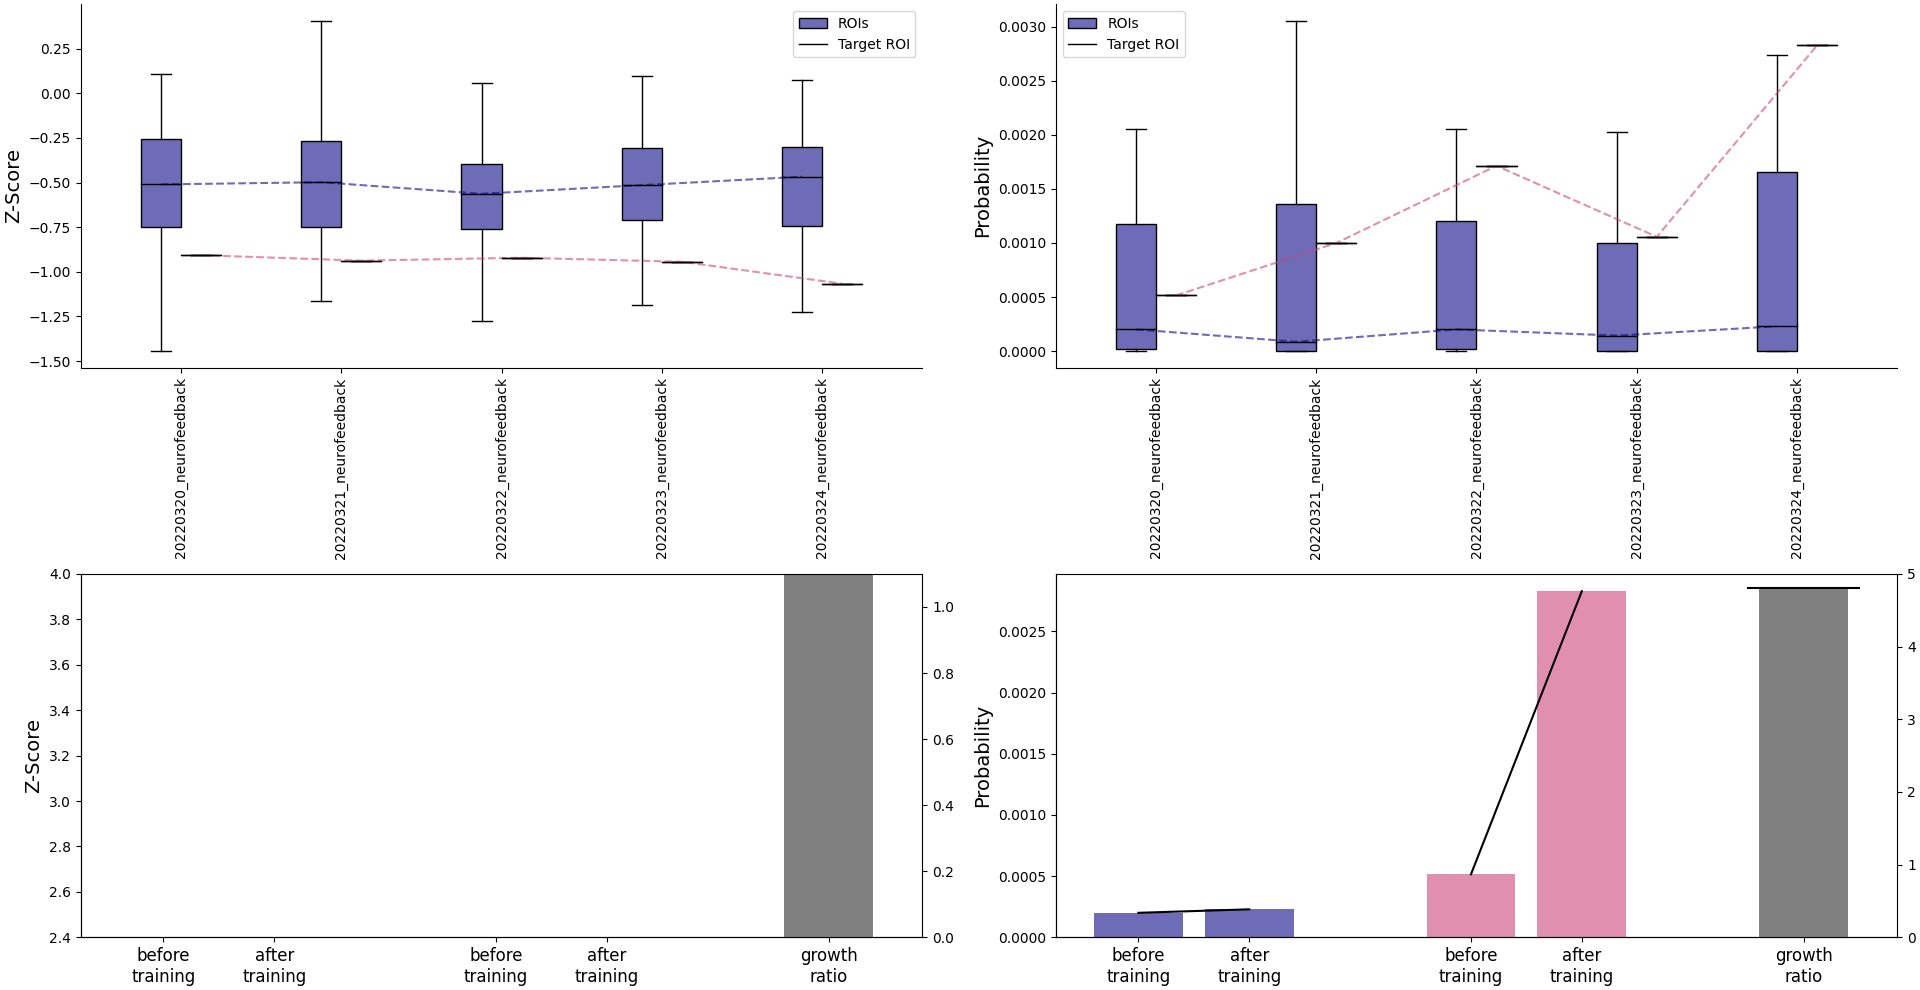 ROIs
Target ROI
Z-Score
0.25
0.00
−0.25
−0.50
−0.75
−1.00
−1.25
−1.50
20220320_neurofeedback
20220321_neurofeedback
20220322_neurofeedback
20220323_neurofeedback
20220324_neurofeedback
ROIs
Target ROI
Probability
0.0030
0.0025
0.0020
0.0015
0.0010
0.0005
0.0000
20220320_neurofeedback
20220321_neurofeedback
20220322_neurofeedback
20220323_neurofeedback
20220324_neurofeedback
Z-Score
4.0
3.8
3.6
3.4
3.2
3.0
2.8
2.6
2.4
1.0
0.8
0.6
0.4
0.2
0.0
before
training
after
training
before
training
after
training
growth
ratio
Probability
0.0025
0.0020
0.0015
0.0010
0.0005
0.0000
5
4
3
2
1
0
before
training
after
training
before
training
after
training
growth
ratio